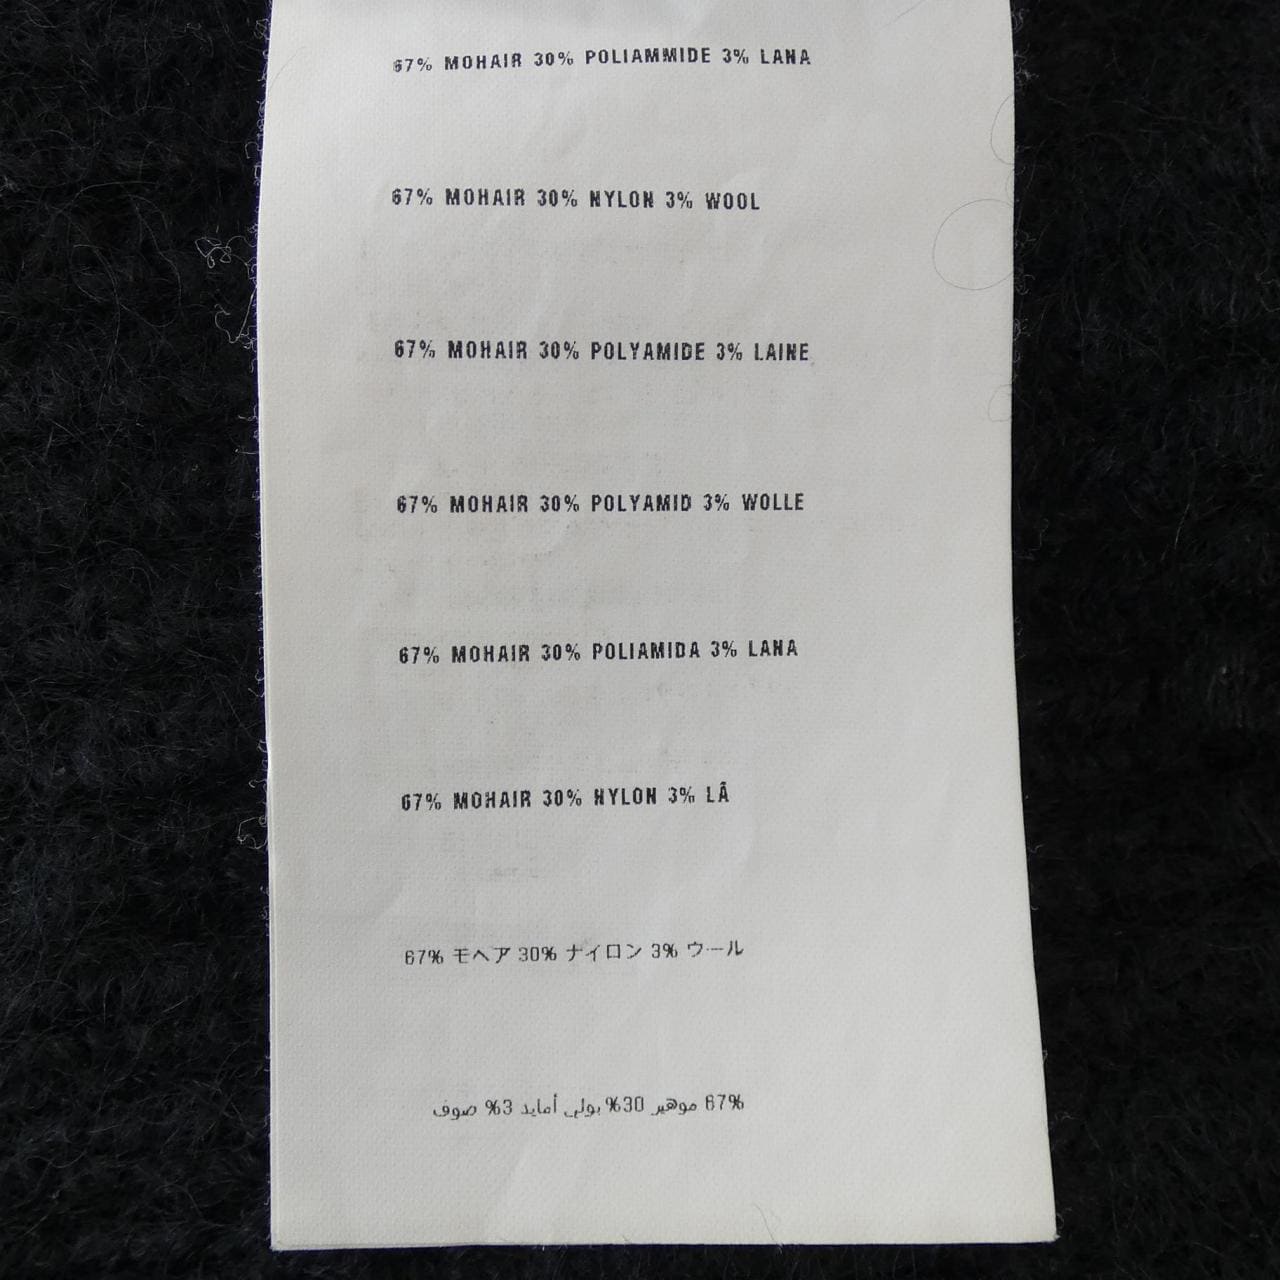 67% MOHAIR 30% POLIAMMIDE 3% LANA
67% MOHAIR 30% NYLON 3% WOOL
67% MOHAIR 30% POLYAMIDE 3% LAINE
67% MOHAIR 30% POLYAMID 3% WOLLE
67% MOHAIR 30% POLIAMIDA 3% LANA
67% MOHAIR 30% NYLON 3% LÃ
67% モヘア 30% ナイロン 3% ウール
67% موهير 30% بولي أمايد 3% صوف